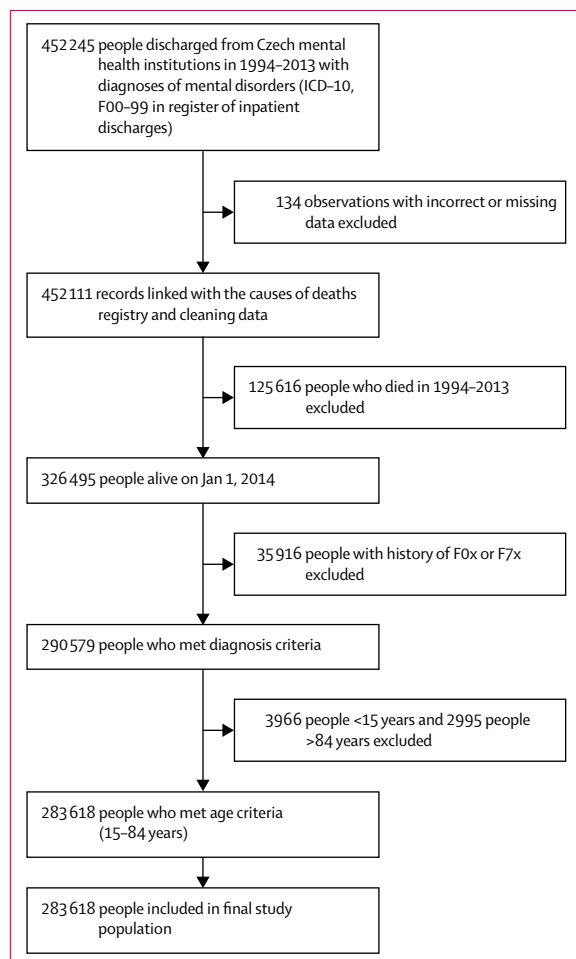 452 245 people discharged from Czech mental
health institutions in 1994–2013 with
diagnoses of mental disorders (ICD–10,
F00–99 in register of inpatient
discharges)
134 observations with incorrect or missing
data excluded
452 111 records linked with the causes of deaths
registry and cleaning data
125 616 people who died in 1994–2013
excluded
326 495 people alive on Jan 1, 2014
35 916 people with history of F0x or F7x
excluded
290 579 people who met diagnosis criteria
3966 people <15 years and 2995 people
>84 years excluded
283 618 people who met age criteria
(15–84 years)
283 618 people included in final study
population